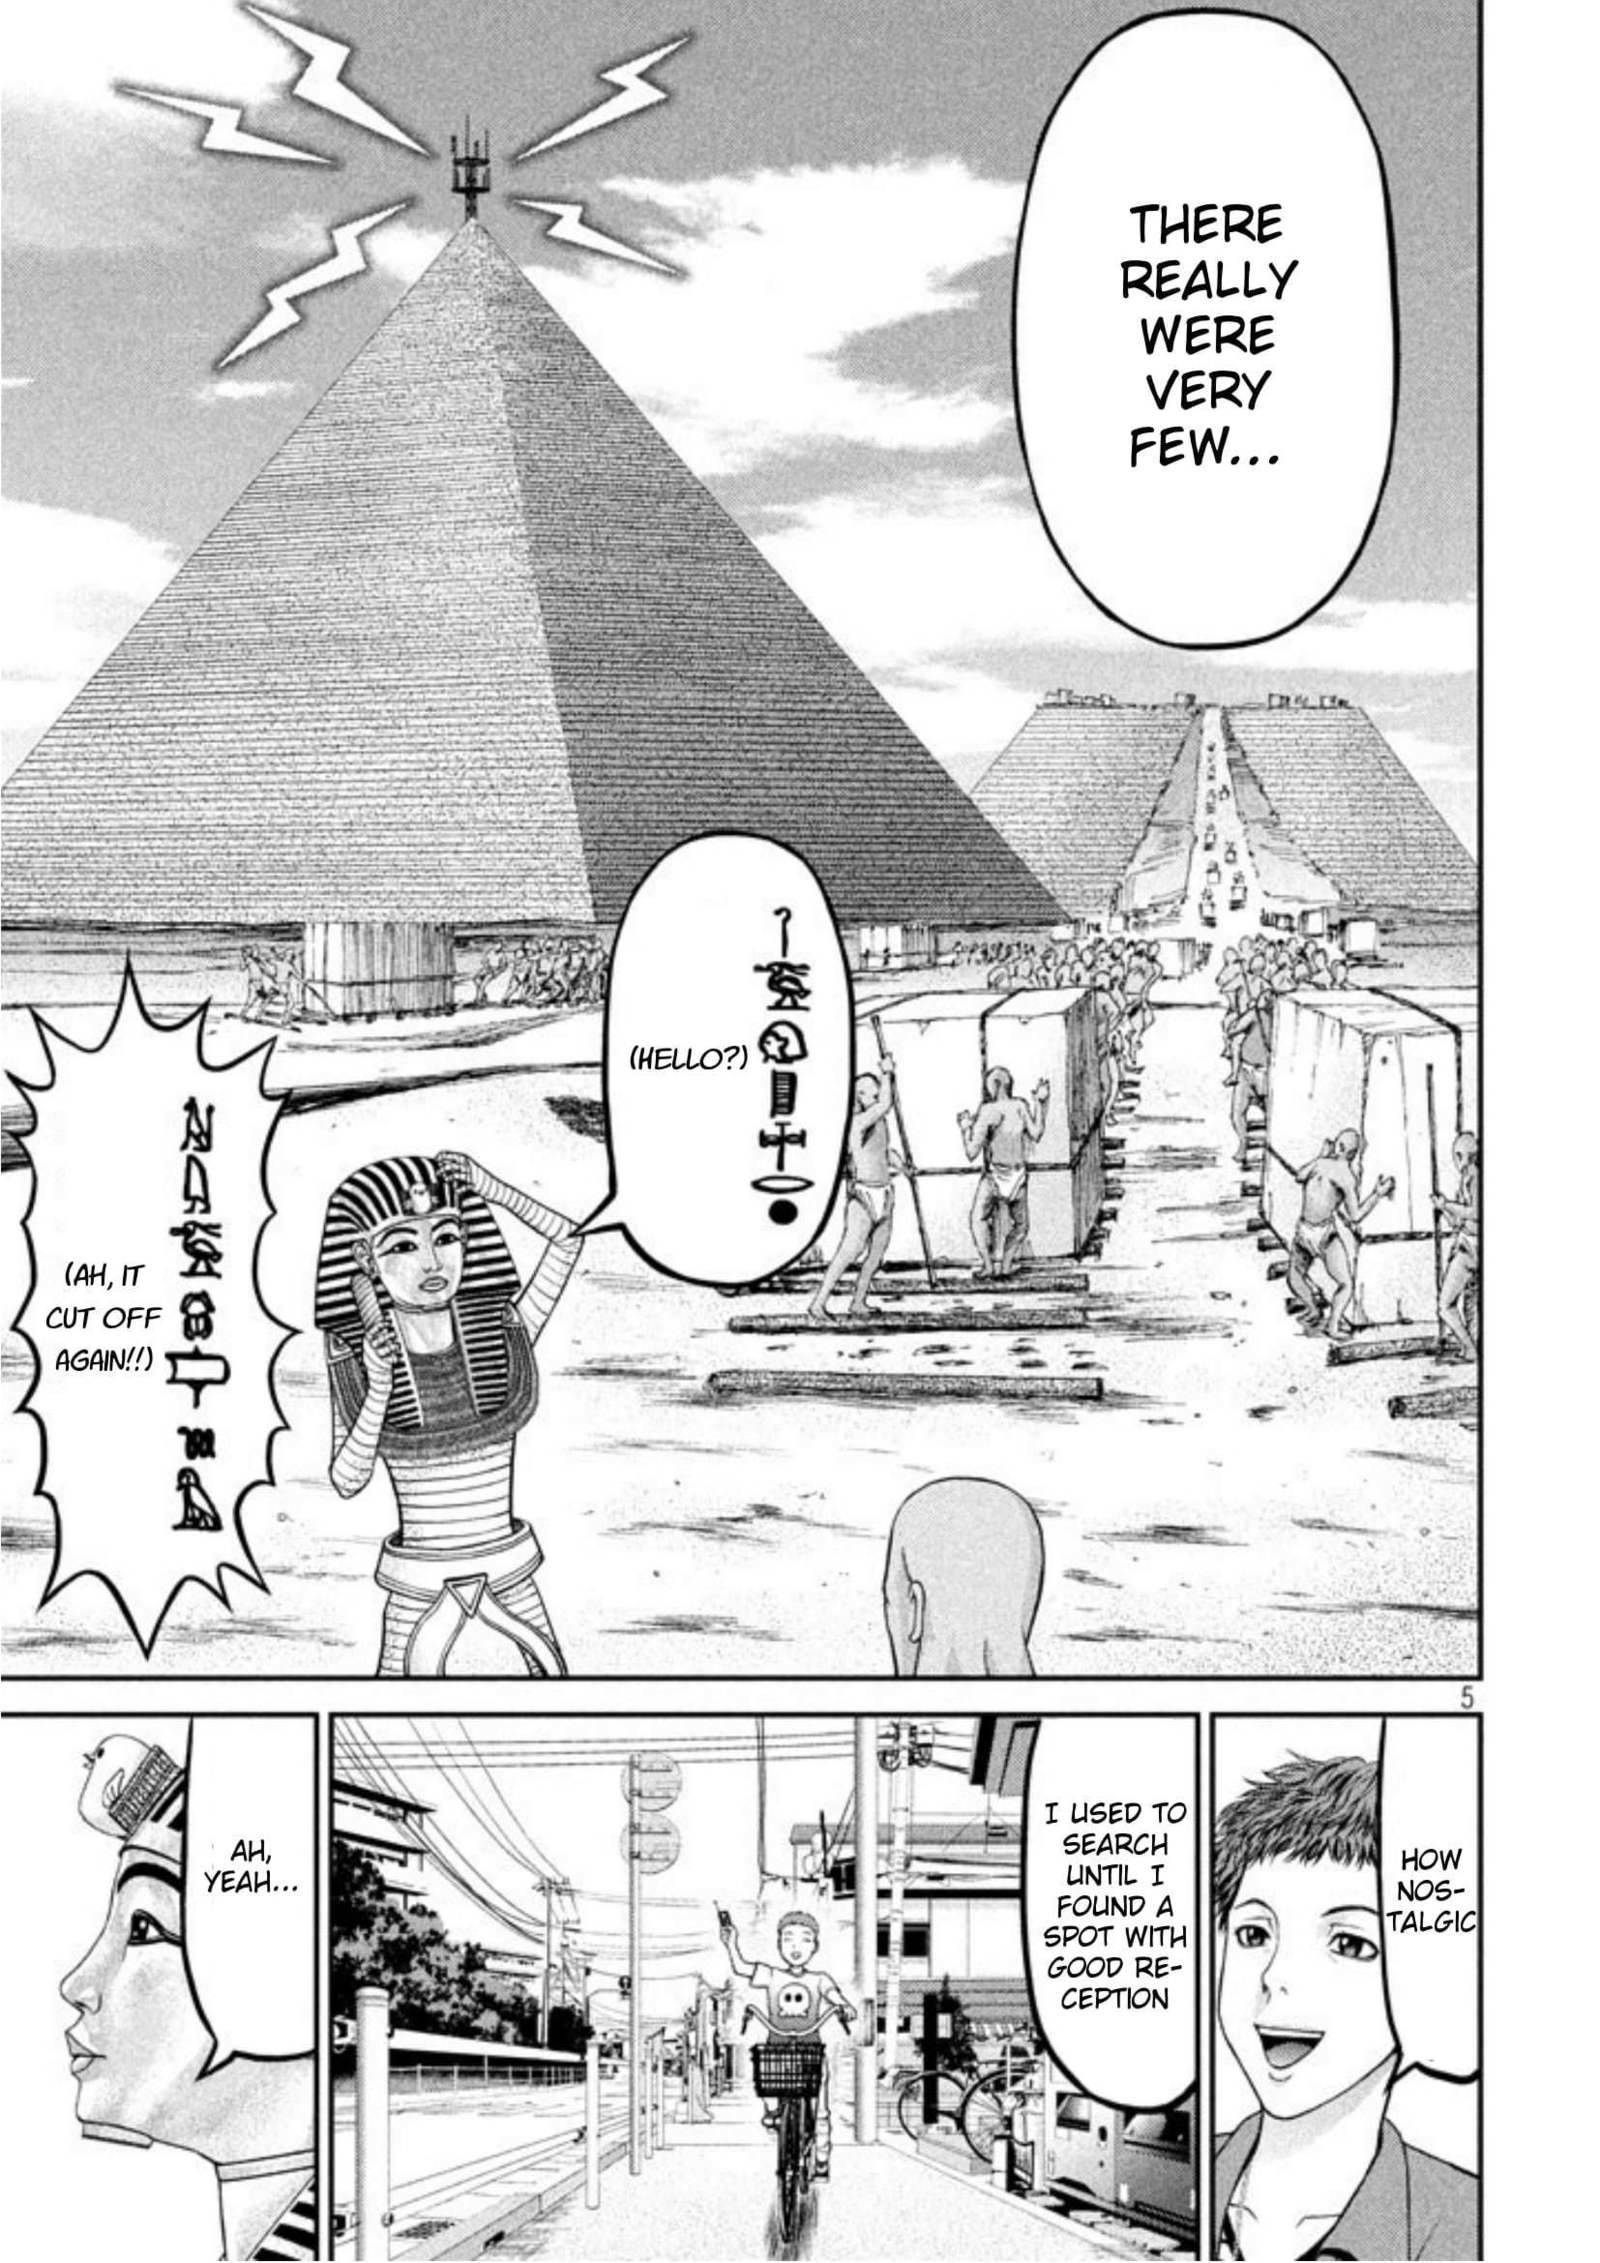 THERE
REALLY
WERE
VERY
FEW...
(HELLO?)
(AH, IT
CUT OFF
AGAIN!!)
5
HOW
NOS-
TALGIC
I USED TO
SEARCH
UNTIL I
FOUND A
SPOT WITH
GOOD RE-
CEPTION
AH,
YEAH...